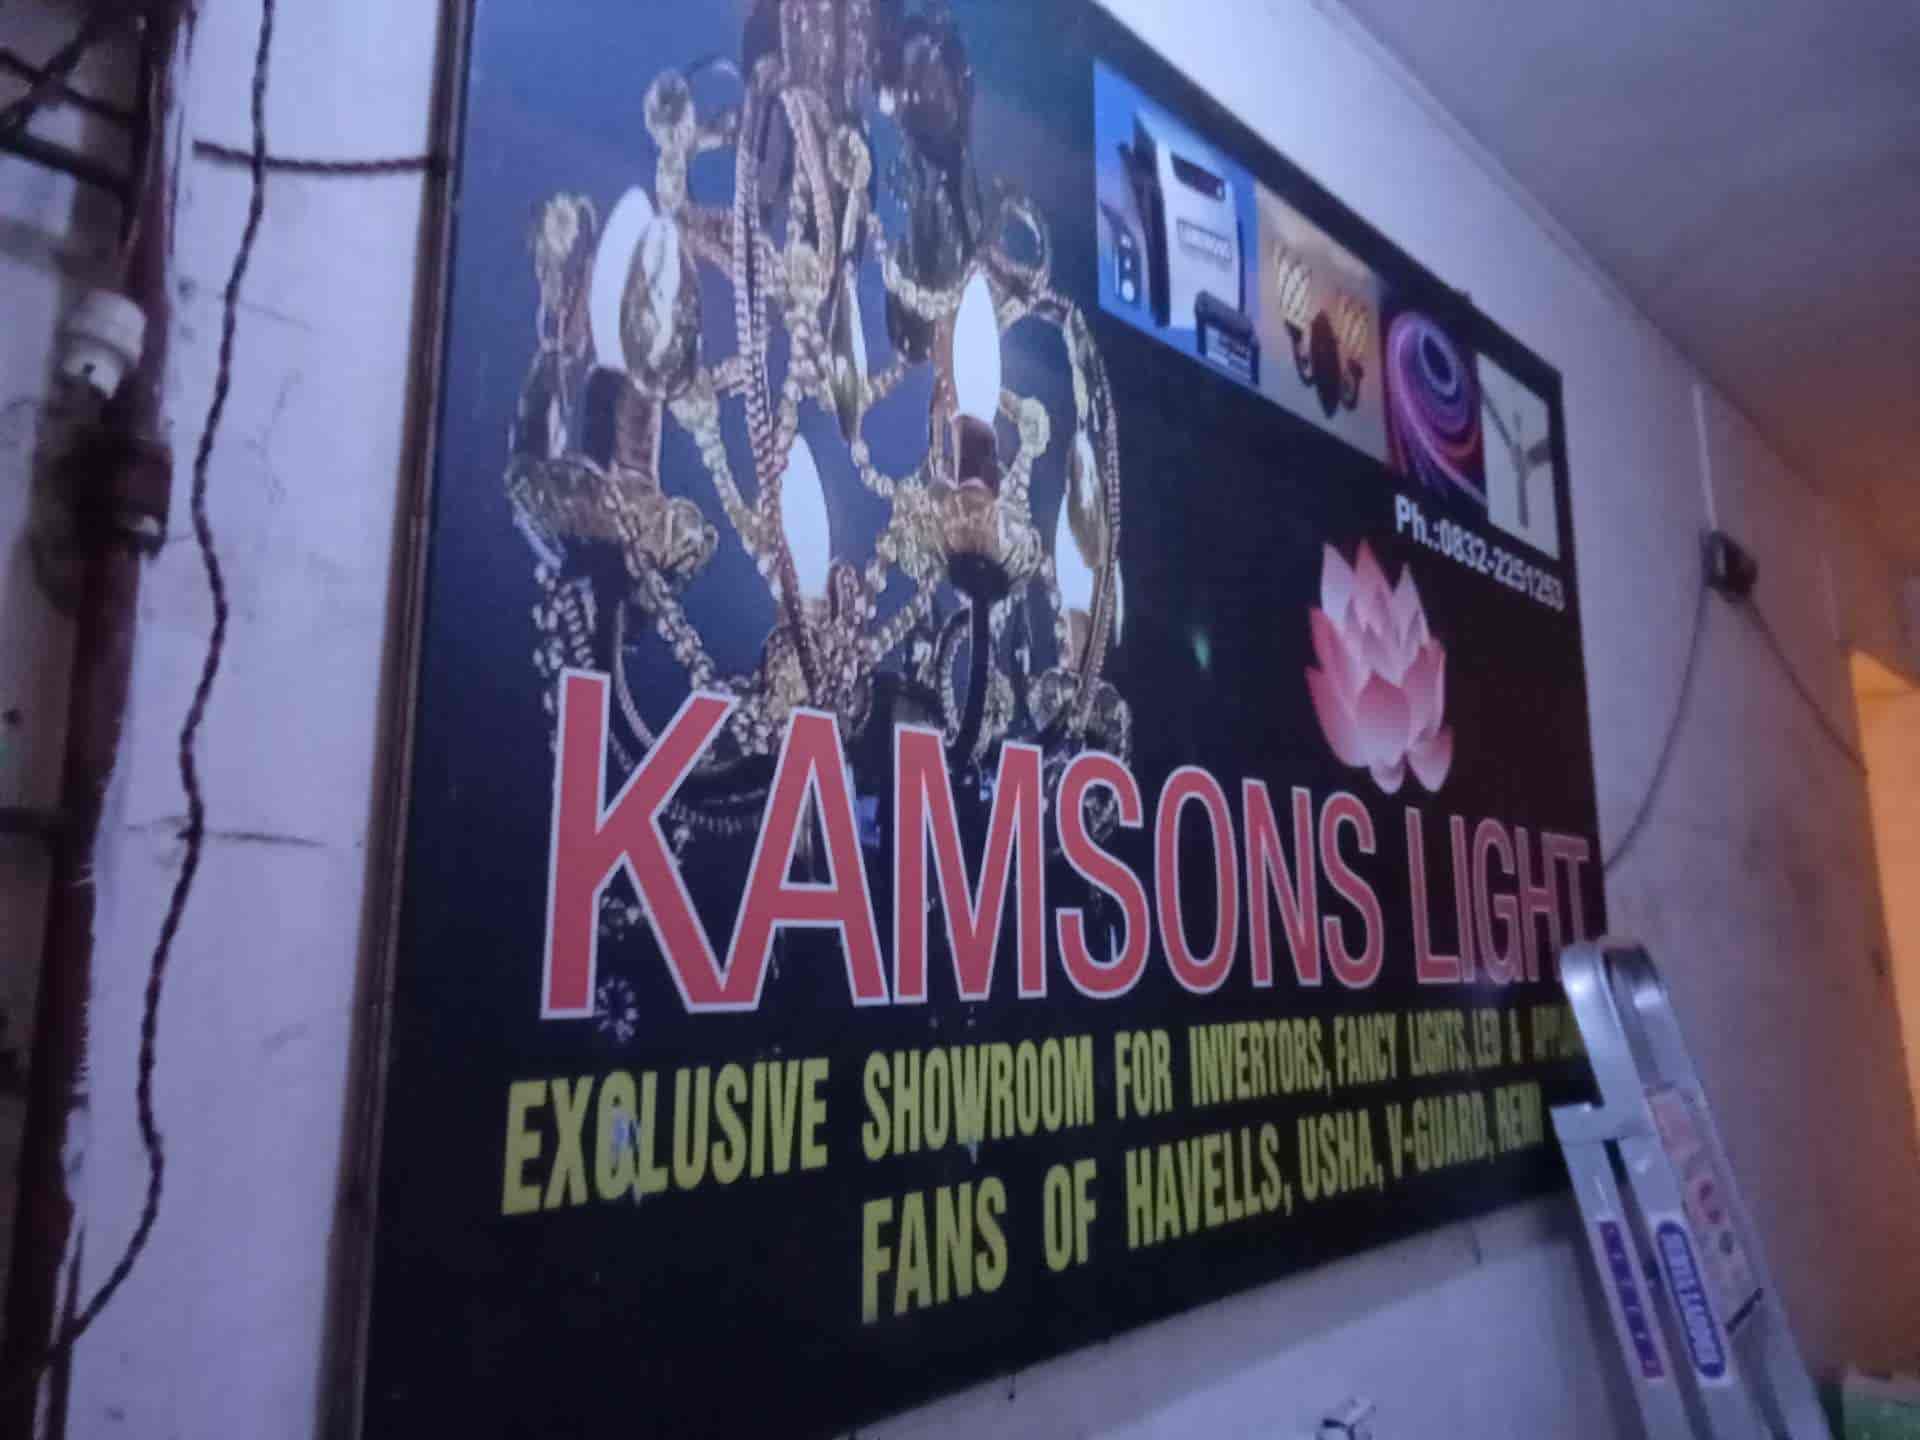 Ph.:0832-2251253
KAMSONS LIGHT
EXCLUSIVE SHOWROOM FOR INVERTORS, FANCY LIGHTS, LED &
FANS OF HAVELLS, USHA, V-GUARD,